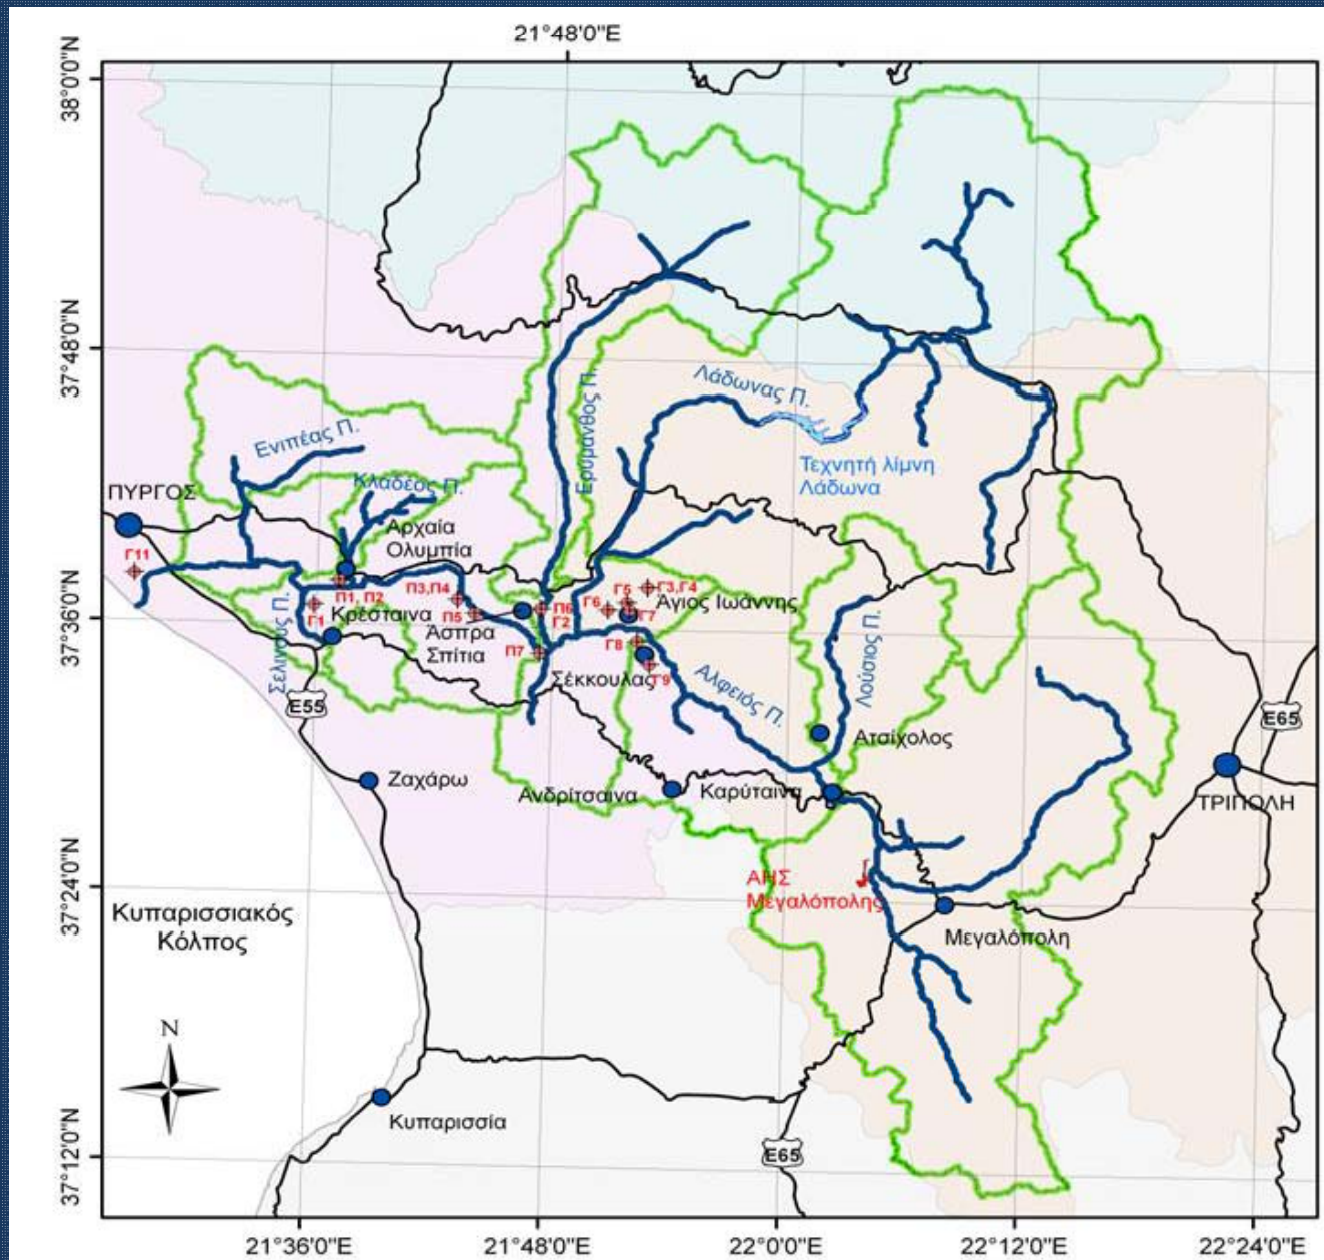 21°48'0"E
38°0'0"N
37°48'0"N
37°36'0"N
37°24'0"N
37°12'0"N
Λάδωνας Π.
Ερύμανθος Π.
Ενιπέας Π.
Κλαδέος Π.
Τεχνητή λίμνη
Λάδωνα
ΠΥΡΓΟΣ
Αρχαία
Ολυμπία
Γ11
Π1, Π2
Π3,Π4
Γ3,Γ4
Γ5
Γ6
Γ7
Άγιος Ιωάννης
Γ1
Κρέσταινα
Π5
Π6
Γ2
Άσπρα
Σπίτια
Π7
Γ8
Γ9
Σέκκουλας
Σελινους Π.
Αλφειός Π.
Λούσιος Π.
E55
E65
Ατσίχολος
Ζαχάρω
Ανδρίτσαινα
Καρύταινα
ΤΡΙΠΟΛΗ
ΑΗΣ
Μεγαλόπολης
Μεγαλόπολη
Κυπαρισσιακός
Κόλπος
N
Κυπαρισσία
E65
21°36'0"E
21°48'0"E
22°0'0"E
22°12'0"E
22°24'0"E